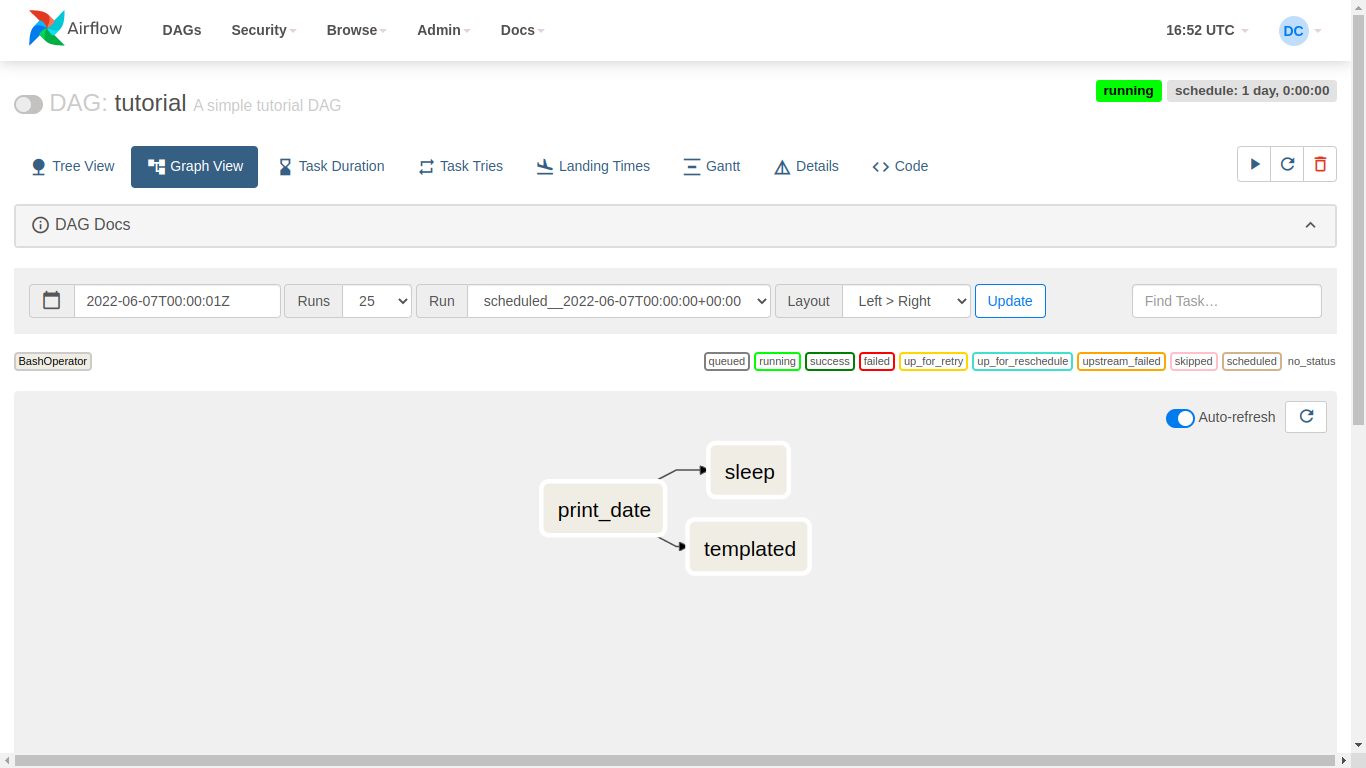 Airflow DAGs Security Browse Admin Docs 16:52 UTC DC
running schedule: 1 day, 0:00:00
DAG: tutorial A simple tutorial DAG
Tree View Graph View Task Duration Task Tries Landing Times Gantt Details Code
DAG Docs
2022-06-07T00:00:01Z Runs 25 Run scheduled__2022-06-07T00:00:00+00:00 Layout Left > Right Update Find Task…
BashOperator queued running success failed up_for_retry up_for_reschedule upstream_failed skipped scheduled no_status
Auto-refresh
sleep
print_date
templated